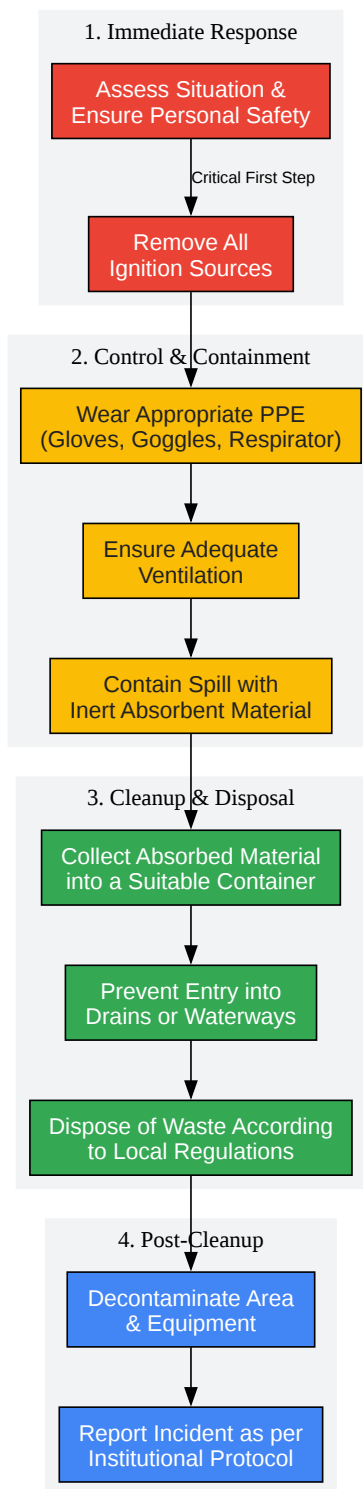 1. Immediate Response
Assess Situation &
Ensure Personal Safety
Critical First Step
Remove All
Ignition Sources
2. Control & Containment
Wear Appropriate PPE
(Gloves, Goggles, Respirator)
Ensure Adequate
Ventilation
Contain Spill with
Inert Absorbent Material
3. Cleanup & Disposal
Collect Absorbed Material
into a Suitable Container
Prevent Entry into
Drains or Waterways
Dispose of Waste According
to Local Regulations
4. Post-Cleanup
Decontaminate Area
& Equipment
Report Incident as per
Institutional Protocol